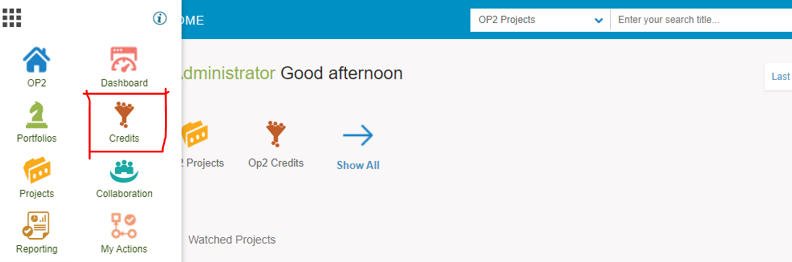 OME
OP2 Projects
Enter your search title...
OP2
Dashboard
Administrator Good afternoon
Last
Portfolios
Credits
Projects
Op2 Credits
Show All
Projects
Collaboration
Reporting
My Actions
Watched Projects